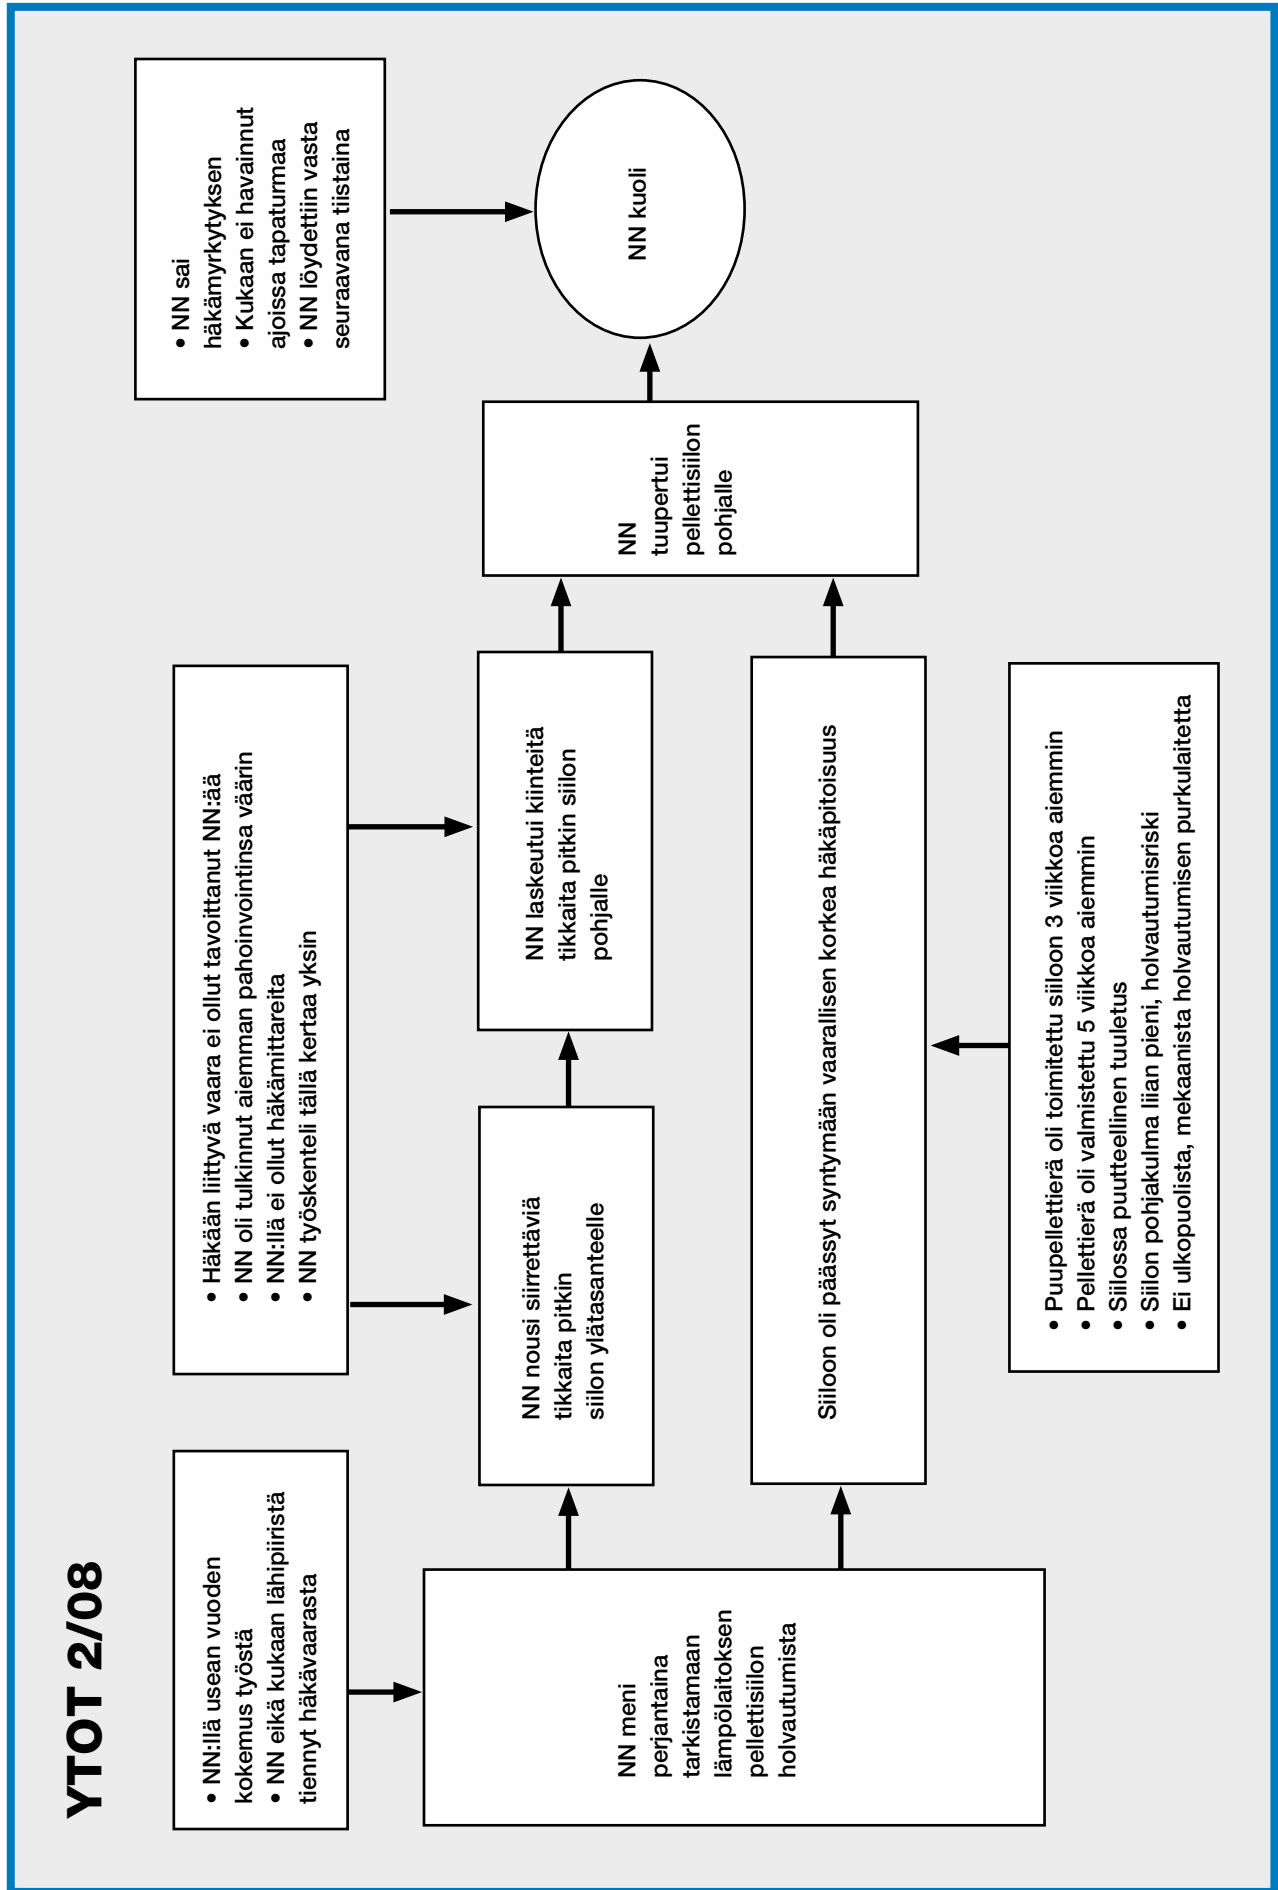 YTOT 2/08
• NN:llä usean vuoden
kokemus työstä
• NN eikä kukaan lähipiiristä
tiennyt häkävaarasta
• Häkään liittyvä vaara ei ollut tavoittanut NN:ää
• NN oli tulkinnut aiemman pahoinvointinsa väärin
• NN:llä ei ollut häkämittareita
• NN työskenteli tällä kertaa yksin
• NN sai
häkämyrkytyksen
• Kukaan ei havainnut
ajoissa tapaturmaa
• NN löydettiin vasta
seuraavana tiistaina
NN meni
perjantaina
tarkistamaan
lämpölaitoksen
pellettisiilon
holvautumista
NN nousi siirrettäviä
tikkaita pitkin
siilon ylätasanteelle
NN laskeutui kiinteitä
tikkaita pitkin siilon
pohjalle
Siiloon oli päässyt syntymään vaarallisen korkea häkäpitoisuus
NN
tuupertui
pellettisiilon
pohjalle
NN kuoli
• Puupellettierä oli toimitettu siiloon 3 viikkoa aiemmin
• Pellettierä oli valmistettu 5 viikkoa aiemmin
• Siilossa puutteellinen tuuletus
• Siilon pohjakulma liian pieni, holvautumisriski
• Ei ulkopuolista, mekaanista holvautumisen purkulaitetta